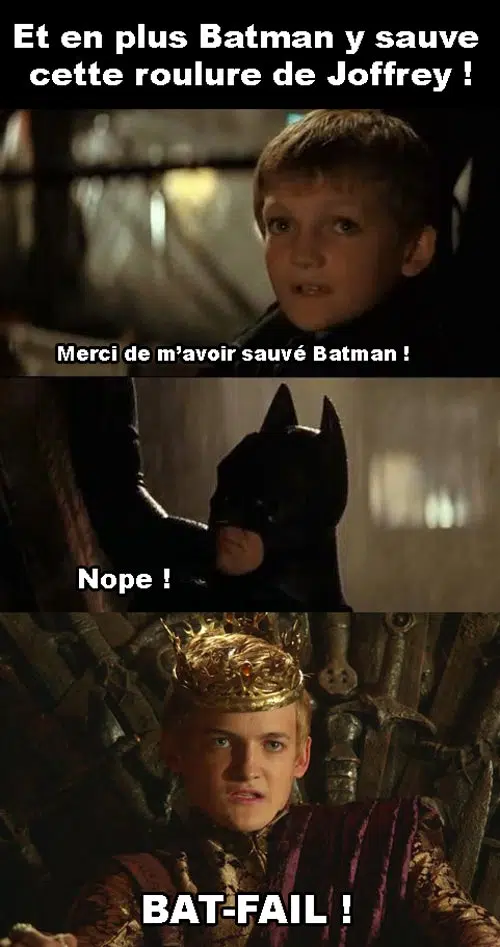 Et en plus Batman y sauve
cette roulure de Joffrey !
Merci de m’avoir sauvé Batman !
Nope !
BAT-FAIL !